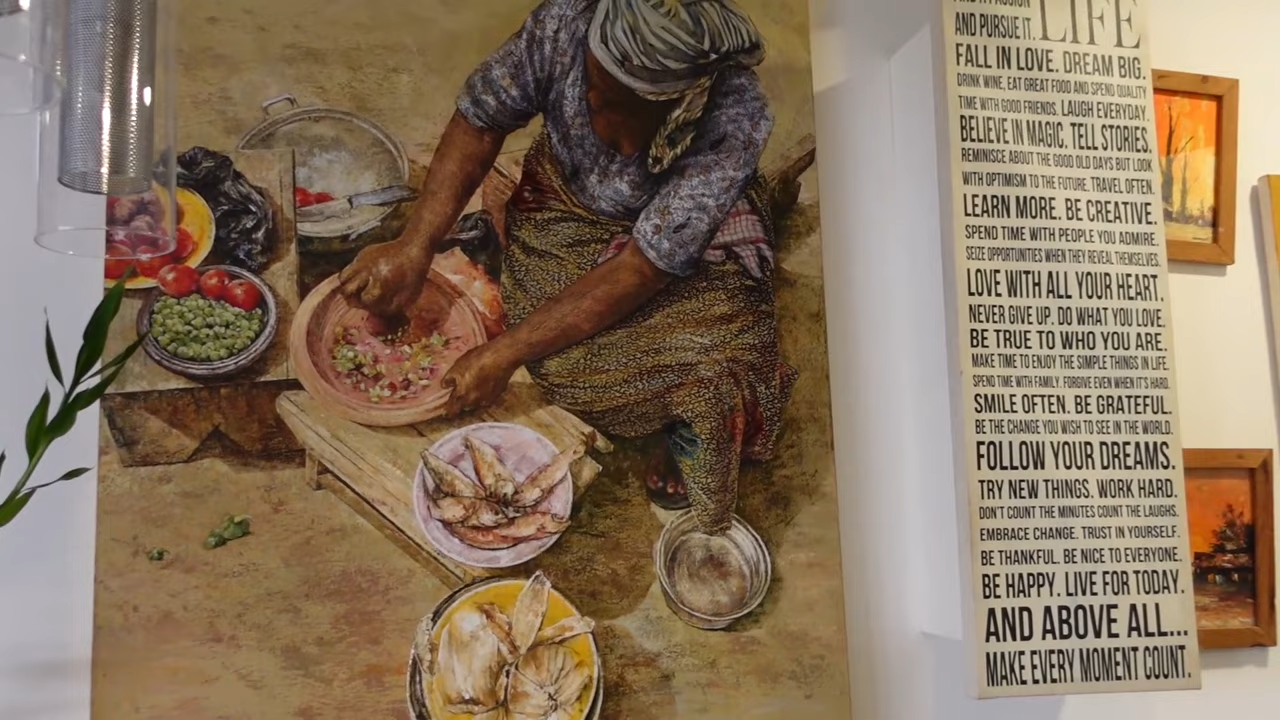 AND A PASSION
AND PURSUE IT. LIFE
FALL IN LOVE. DREAM BIG.
DRINK WINE, EAT GREAT FOOD AND SPEND QUALITY
TIME WITH GOOD FRIENDS. LAUGH EVERYDAY.
BELIEVE IN MAGIC. TELL STORIES.
REMINISCE ABOUT THE GOOD OLD DAYS BUT LOOK
WITH OPTIMISM TO THE FUTURE. TRAVEL OFTEN.
LEARN MORE. BE CREATIVE.
SPEND TIME WITH PEOPLE YOU ADMIRE.
SEIZE OPPORTUNITIES WHEN THEY REVEAL THEMSELVES.
LOVE WITH ALL YOUR HEART.
NEVER GIVE UP. DO WHAT YOU LOVE.
BE TRUE TO WHO YOU ARE.
MAKE TIME TO ENJOY THE SIMPLE THINGS IN LIFE.
SPEND TIME WITH FAMILY. FORGIVE EVEN WHEN IT'S HARD.
SMILE OFTEN. BE GRATEFUL.
BE THE CHANGE YOU WISH TO SEE IN THE WORLD.
FOLLOW YOUR DREAMS.
TRY NEW THINGS. WORK HARD.
DON'T COUNT THE MINUTES COUNT THE LAUGHS.
EMBRACE CHANGE. TRUST IN YOURSELF.
BE THANKFUL. BE NICE TO EVERYONE.
BE HAPPY. LIVE FOR TODAY.
AND ABOVE ALL...
MAKE EVERY MOMENT COUNT.